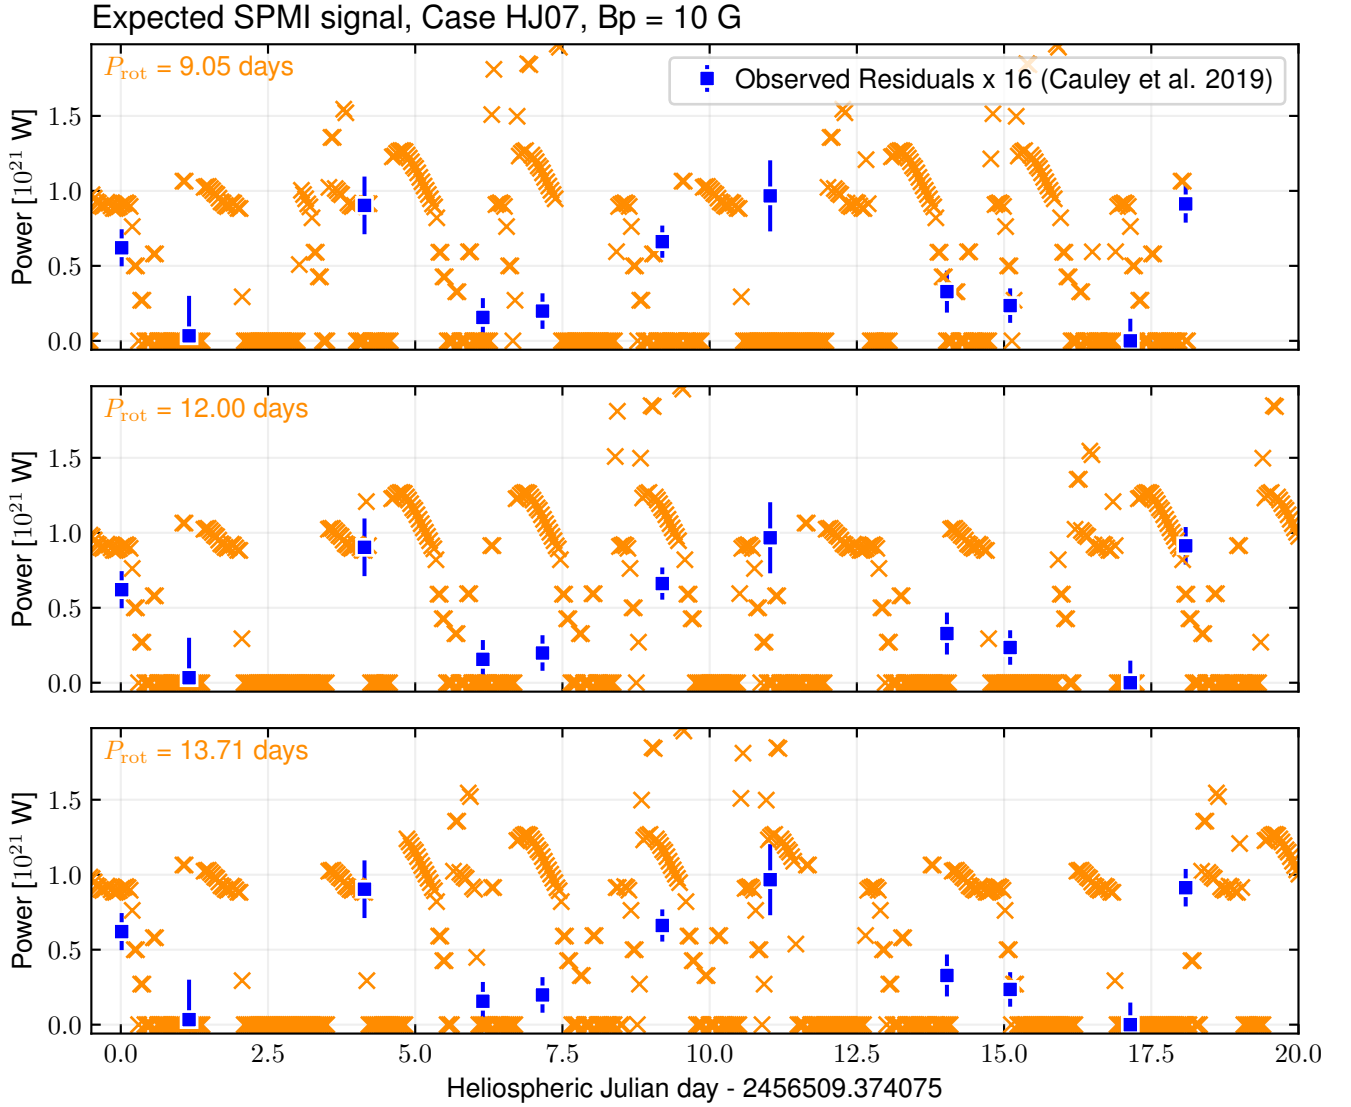 Expected SPMI signal, Case HJ07, Bp = 10 G
P_rot = 9.05 days
Observed Residuals x 16 (Cauley et al. 2019)
Power [10^21 W]
1.5
1.0
0.5
0.0
P_rot = 12.00 days
Power [10^21 W]
1.5
1.0
0.5
0.0
P_rot = 13.71 days
Power [10^21 W]
1.5
1.0
0.5
0.0
0.0 2.5 5.0 7.5 10.0 12.5 15.0 17.5 20.0
Heliospheric Julian day - 2456509.374075